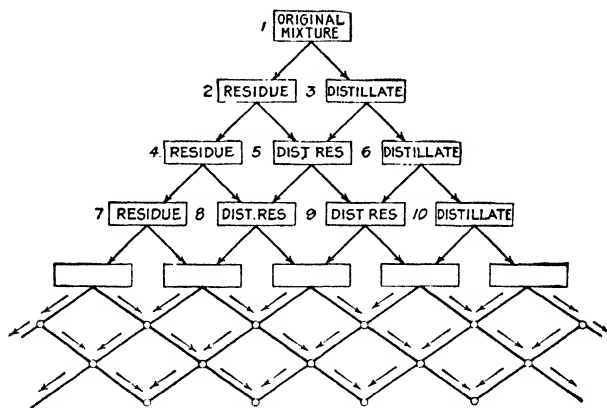 1 ORIGINAL
MIXTURE
2 RESIDUE 3 DISTILLATE
4 RESIDUE 5 DIST RES 6 DISTILLATE
7 RESIDUE 8 DIST. RES 9 DIST RES 10 DISTILLATE